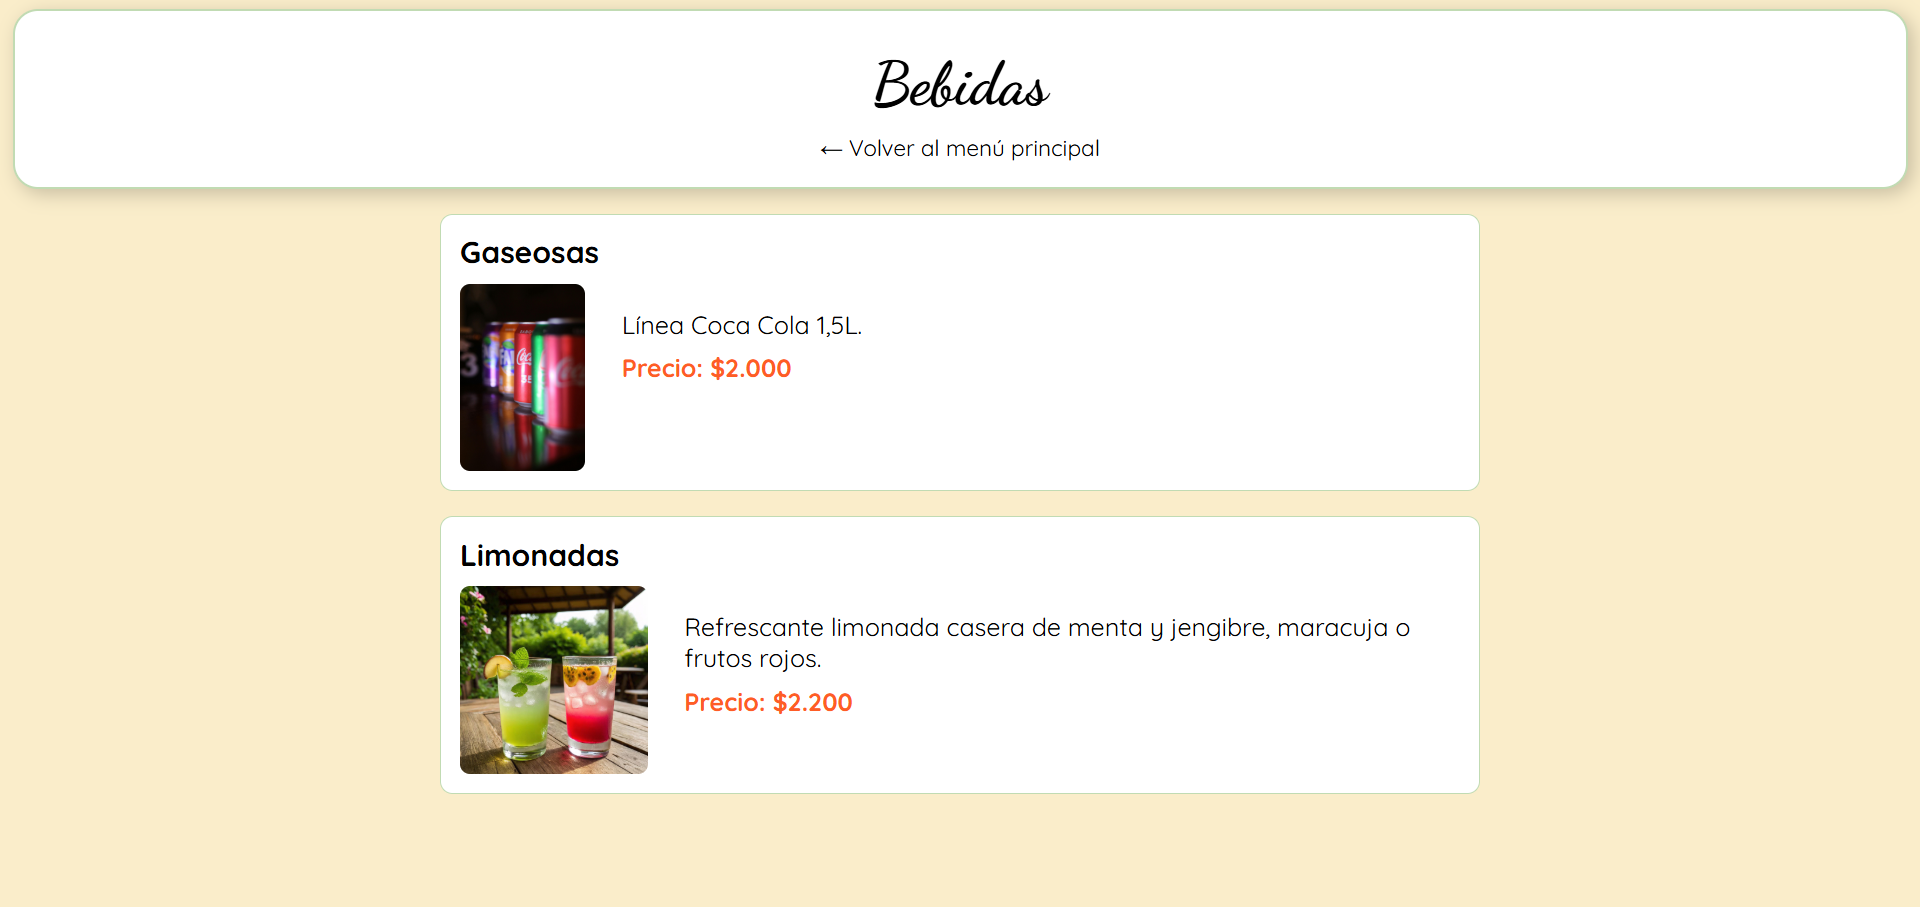 Bebidas
← Volver al menú principal
Gaseosas
Línea Coca Cola 1,5L.
Precio: $2.000
Limonadas
Refrescante limonada casera de menta y jengibre, maracuja o
frutos rojos.
Precio: $2.200